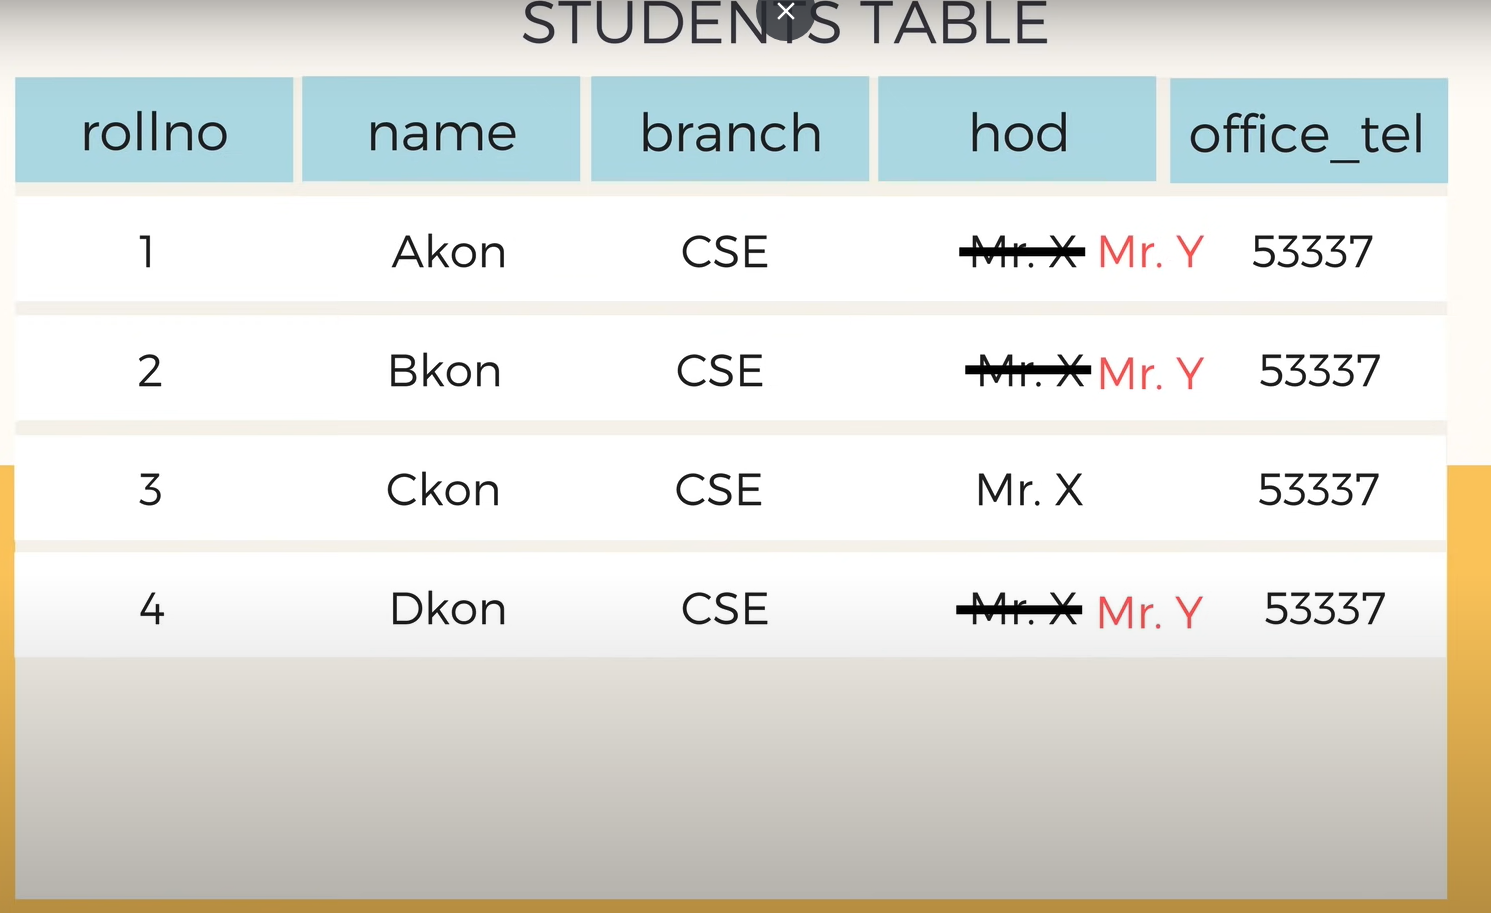 STUDENTS TABLE
rollno name branch hod office_tel
1 Akon CSE Mr. X Mr. Y 53337
2 Bkon CSE Mr. X Mr. Y 53337
3 Ckon CSE Mr. X 53337
4 Dkon CSE Mr. X Mr. Y 53337